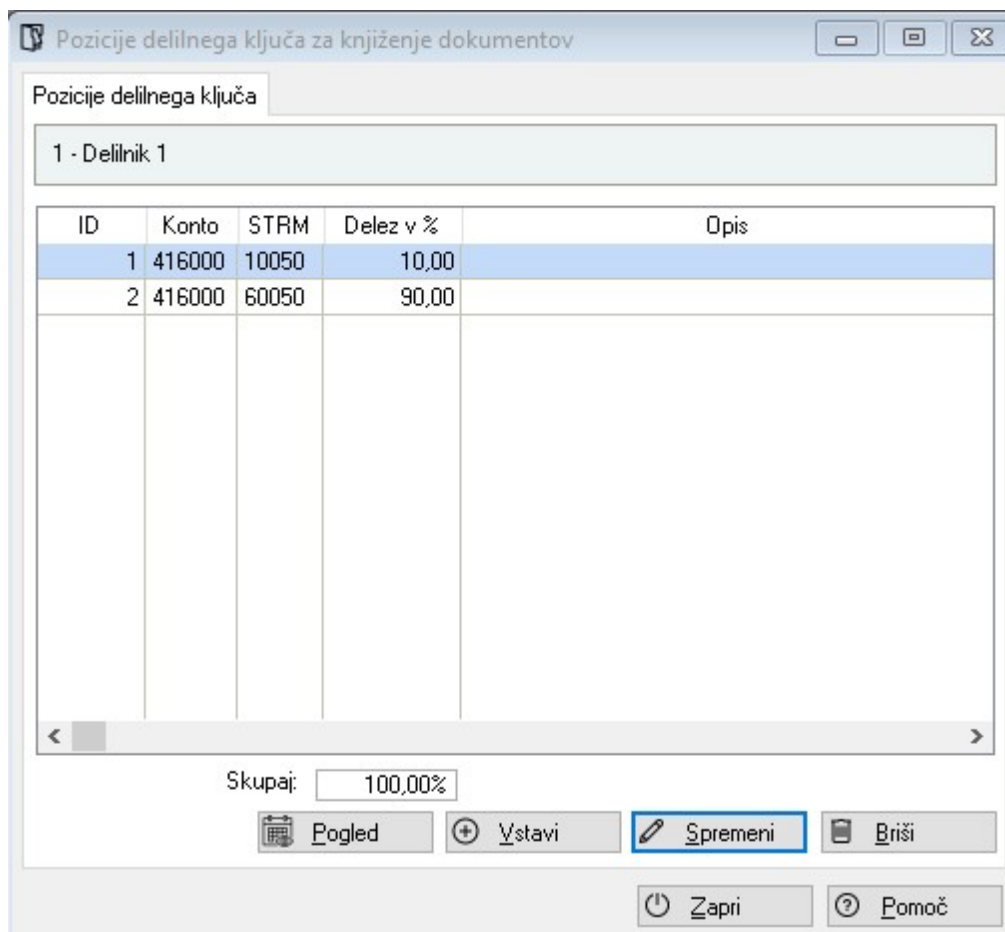 Pozicije delilnega ključa za knjiženje dokumentov
Pozicije delilnega ključa
1 - Delilnik 1
ID Konto STRM Delez v % Opis
1 416000 10050 10,00
2 416000 60050 90,00
Skupaj: 100,00%
Pogled Vstavi Spremeni Briši
Zapri Pomoč